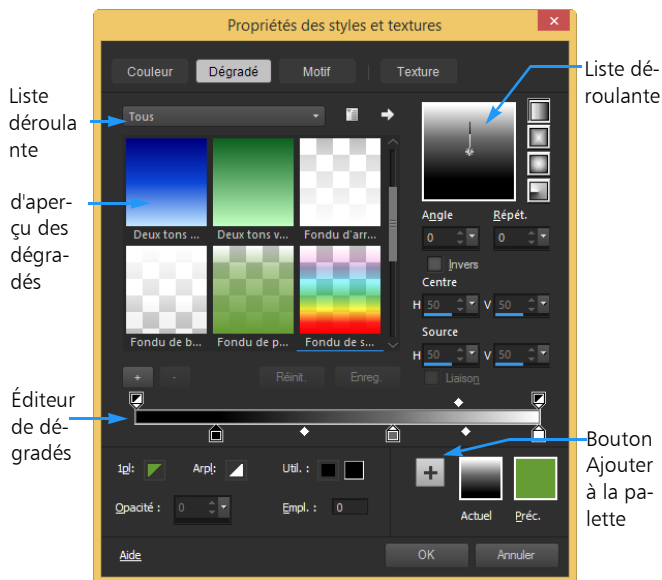 Propriétés des styles et textures
Couleur Dégradé Motif Texture
Liste
déroula
nte
Tous
Liste dé-
roulante
d'aper-
çu des
dégra-
dés
Deux tons ... Deux tons v... Fondu d'arr...
Fondu de b... Fondu de p... Fondu de s...
Angle Répét.
0 0
Invers
Centre
H 50 V 50
Source
H 50 V 50
Liaison
+ - Réinit. Enreg.
Éditeur
de dé-
gradés
1pl: Arpl: Util. :
Opacité : 0 Empl. : 0
+
Actuel Préc.
Bouton
Ajouter
à la pa-
lette
Aide OK Annuler